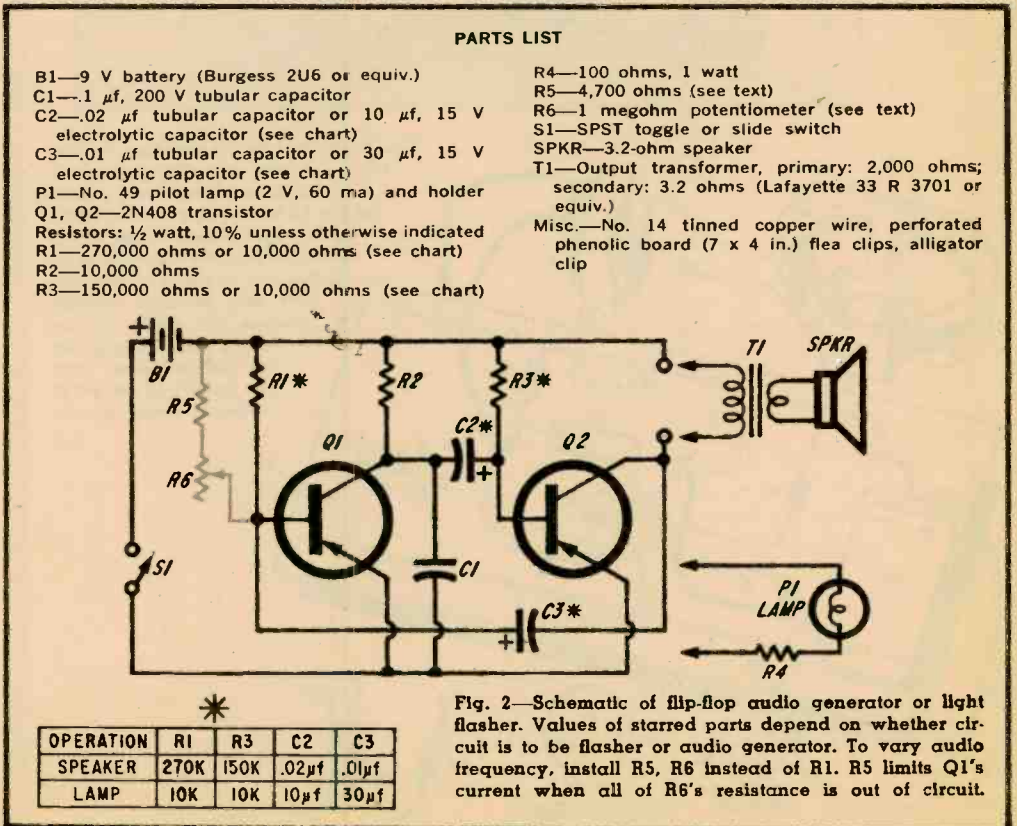 PARTS LIST
B1—9 V battery (Burgess 2U6 or equiv.)
C1—.1 μf, 200 V tubular capacitor
C2—.02 μf tubular capacitor or 10 μf, 15 V
electrolytic capacitor (see chart)
C3—.01 μf tubular capacitor or 30 μf, 15 V
electrolytic capacitor (see chart)
P1—No. 49 pilot lamp (2 V, 60 ma) and holder
Q1, Q2—2N408 transistor
Resistors: ½ watt, 10% unless otherwise indicated
R1—270,000 ohms or 10,000 ohms (see chart)
R2—10,000 ohms
R3—150,000 ohms or 10,000 ohms (see chart)
R4—100 ohms, 1 watt
R5—4,700 ohms (see text)
R6—1 megohm potentiometer (see text)
S1—SPST toggle or slide switch
SPKR—3.2-ohm speaker
T1—Output transformer, primary: 2,000 ohms;
secondary: 3.2 ohms (Lafayette 33 R 3701 or
equiv.)
Misc.—No. 14 tinned copper wire, perforated
phenolic board (7 x 4 in.) flea clips, alligator
clip
+
B1
R5
R6
S1
R1*
Q1
R2
C2*
+
R3*
Q2
C1
C3*
+
T1
SPKR
P1
LAMP
R4
*
OPERATION R1 R3 C2 C3
SPEAKER 270K 150K .02μf .01μf
LAMP 10K 10K 10μf 30μf
Fig. 2—Schematic of flip-flop audio generator or light
flasher. Values of starred parts depend on whether cir-
cuit is to be flasher or audio generator. To vary audio
frequency, install R5, R6 instead of R1. R5 limits Q1's
current when all of R6's resistance is out of circuit.